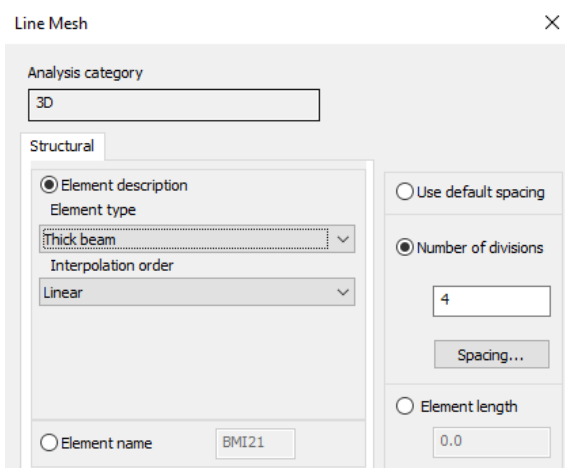 Line Mesh
Analysis category
3D
Structural
Element description
Element type
Thick beam
Interpolation order
Linear
Element name
BMI21
Use default spacing
Number of divisions
4
Spacing...
Element length
0.0